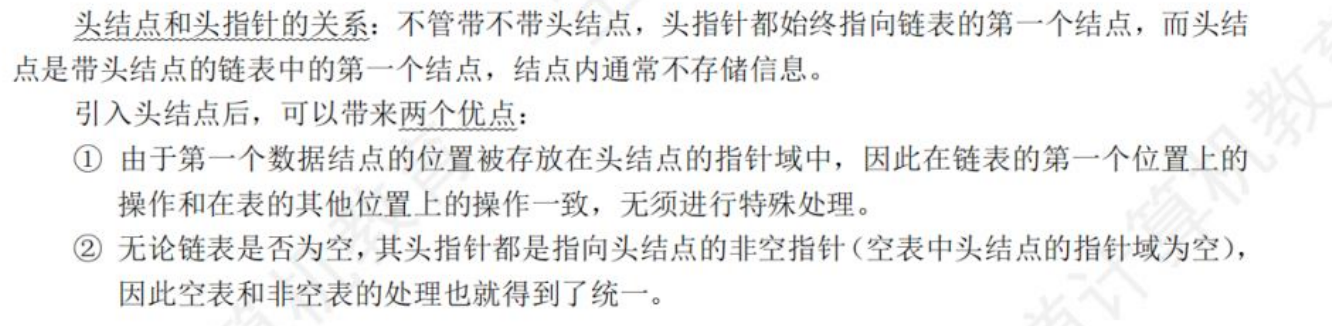 头结点和头指针的关系：不管带不带头结点，头指针都始终指向链表的第一个结点，而头结
点是带头结点的链表中的第一个结点，结点内通常不存储信息。
引入头结点后，可以带来两个优点：
① 由于第一个数据结点的位置被存放在头结点的指针域中，因此在链表的第一个位置上的
操作和在表的其他位置上的操作一致，无须进行特殊处理。
② 无论链表是否为空，其头指针都是指向头结点的非空指针（空表中头结点的指针域为空），
因此空表和非空表的处理也就得到了统一。